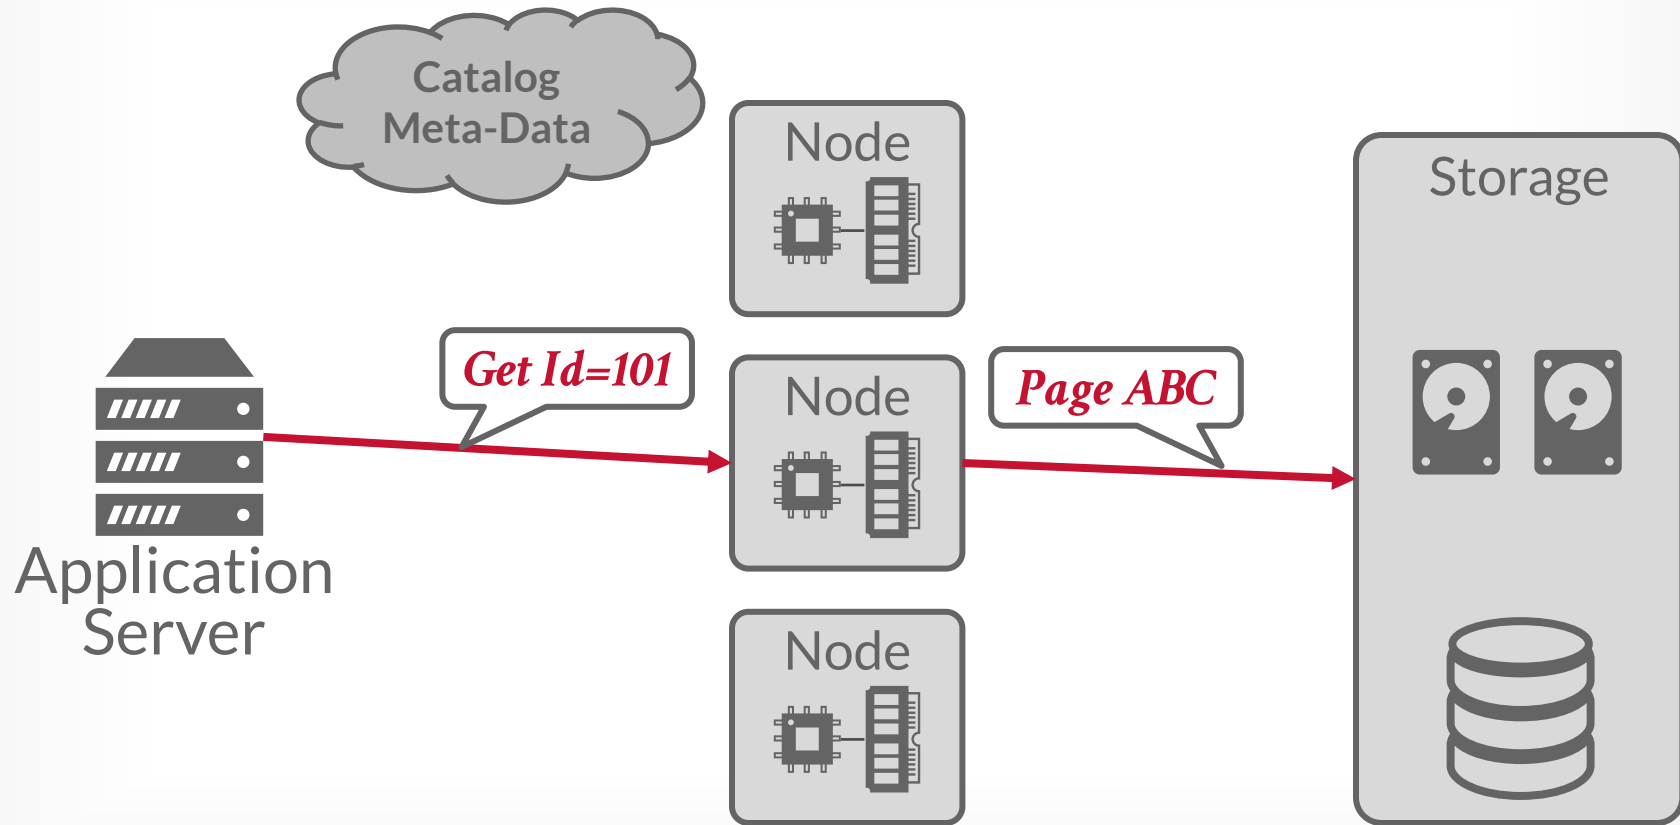 Catalog
Meta-Data
Node
Storage
Get Id=101
Page ABC
Node
Application
Server
Node